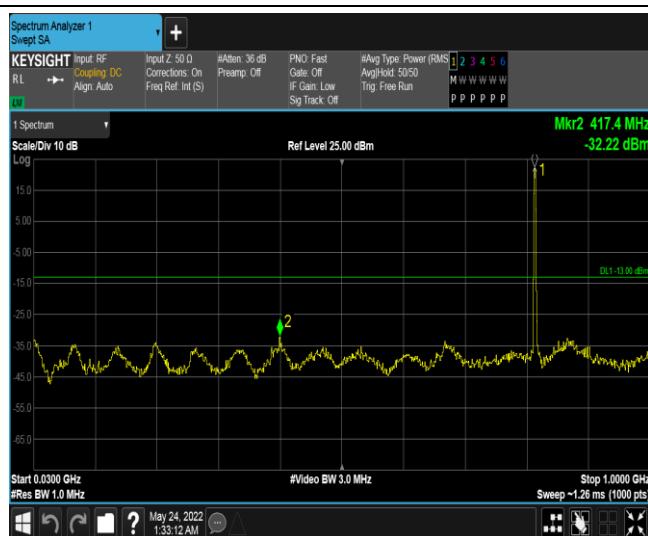 Spectrum Analyzer 1
Swept SA
+
KEYSIGHT
RL
LM
Input: RF
Coupling: DC
Align: Auto
Input Z: 50 Ω
Corrections: On
Freq Ref: Int (S)
#Atten: 36 dB
Preamp: Off
PNO: Fast
Gate: Off
IF Gain: Low
Sig Track: Off
#Avg Type: Power (RMS
Avg|Hold: 50/50
Trig: Free Run
1 2 3 4 5 6
M W W W W W
P P P P P P
1 Spectrum
Mkr2 417.4 MHz
Scale/Div 10 dB
Ref Level 25.00 dBm
-32.22 dBm
Log
15.0
5.00
-5.00
-15.0
-25.0
-35.0
-45.0
-55.0
-65.0
1
DL1 -13.00 dBm
2
Start 0.0300 GHz
#Video BW 3.0 MHz
Stop 1.0000 GHz
#Res BW 1.0 MHz
Sweep ~1.26 ms (1000 pts)
?
May 24, 2022
1:33:12 AM